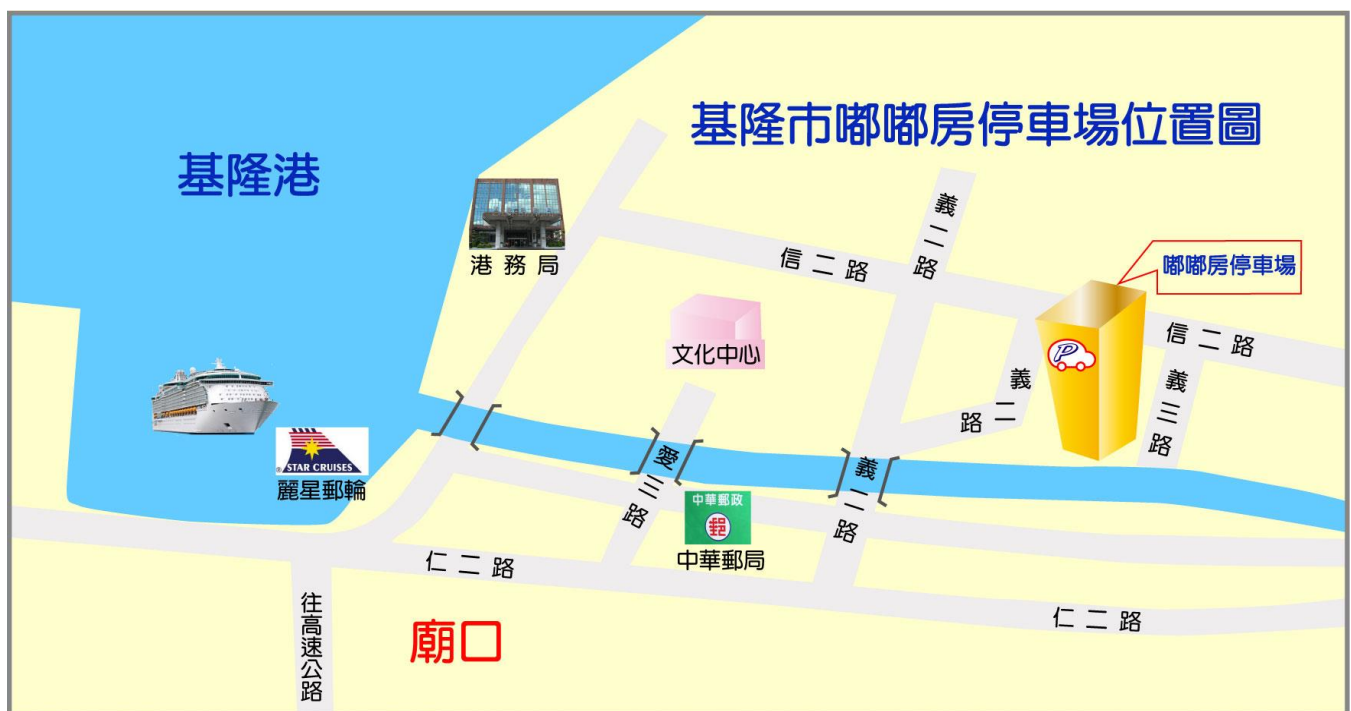 基隆市嘟嘟房停車場位置圖
基隆港
港務局
信二路
義二路
嘟嘟房停車場
P
信二路
文化中心
義二路
義三路
® STAR CRUISES
麗星郵輪
愛三路
義二路
中華郵政
郵
中華郵局
仁二路
仁二路
往高速公路
廟口